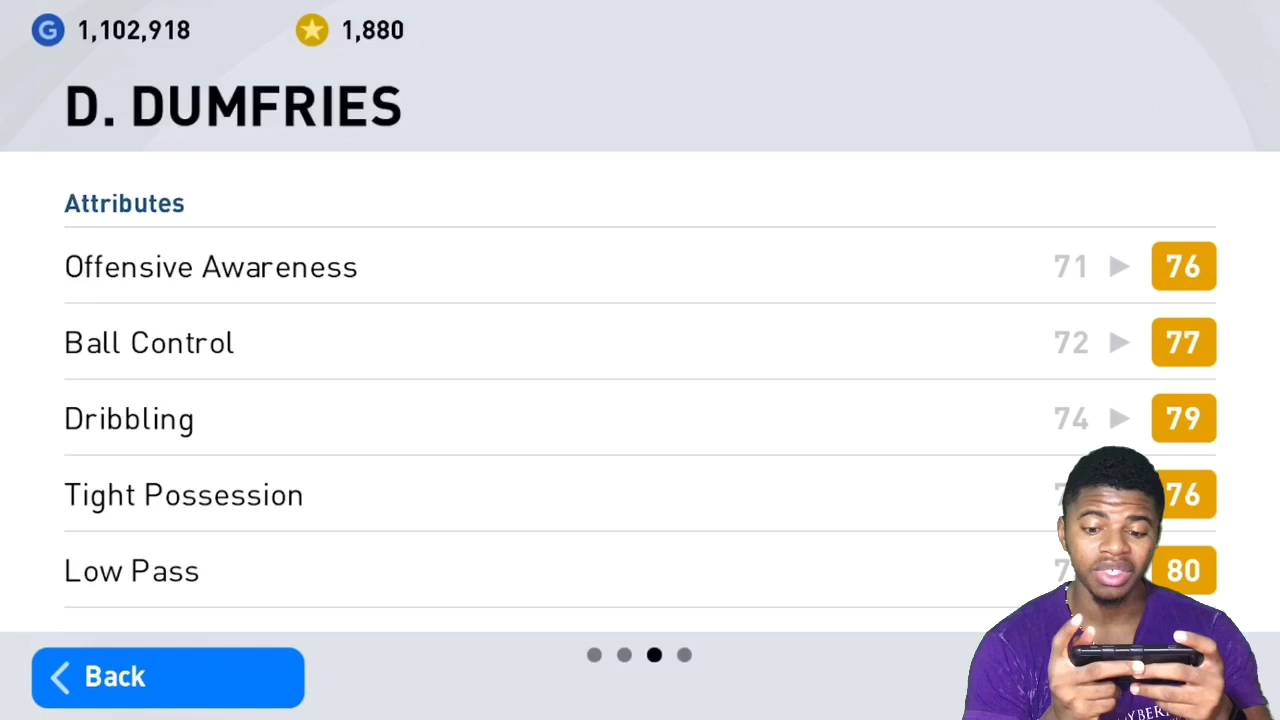 G 1,102,918 1,880
D. DUMFRIES
Attributes
Offensive Awareness 71 76
Ball Control 72 77
Dribbling 74 79
Tight Possession 76
Low Pass 80
Back